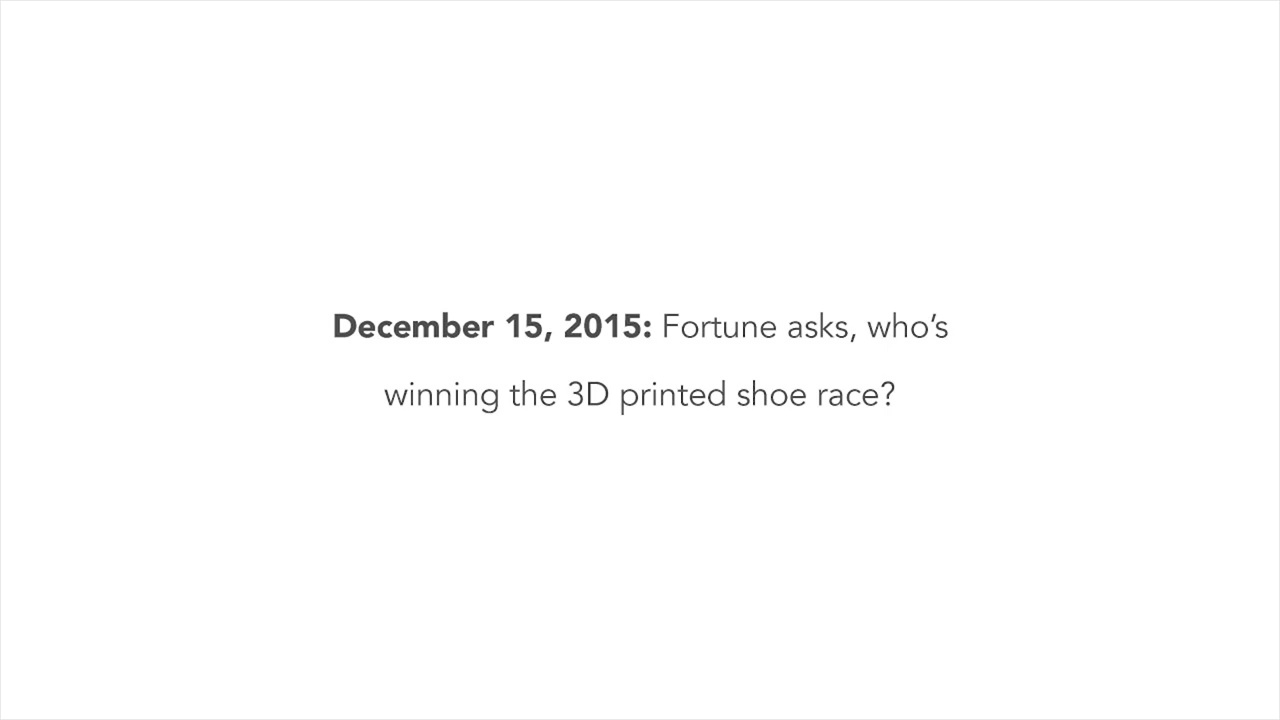 December 15, 2015: Fortune asks, who’s
winning the 3D printed shoe race?